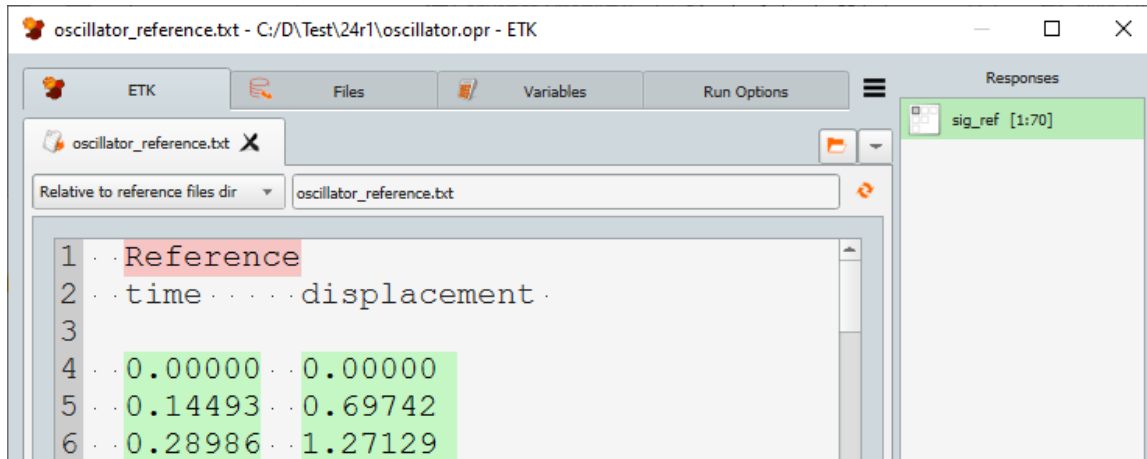 oscillator_reference.txt - C:/D\Test\24r1\oscillator.opr - ETK
ETK Files Variables Run Options
Responses
sig_ref [1:70]
oscillator_reference.txt
Relative to reference files dir oscillator_reference.txt
1 Reference
2 time displacement
3
4 0.00000 0.00000
5 0.14493 0.69742
6 0.28986 1.27129